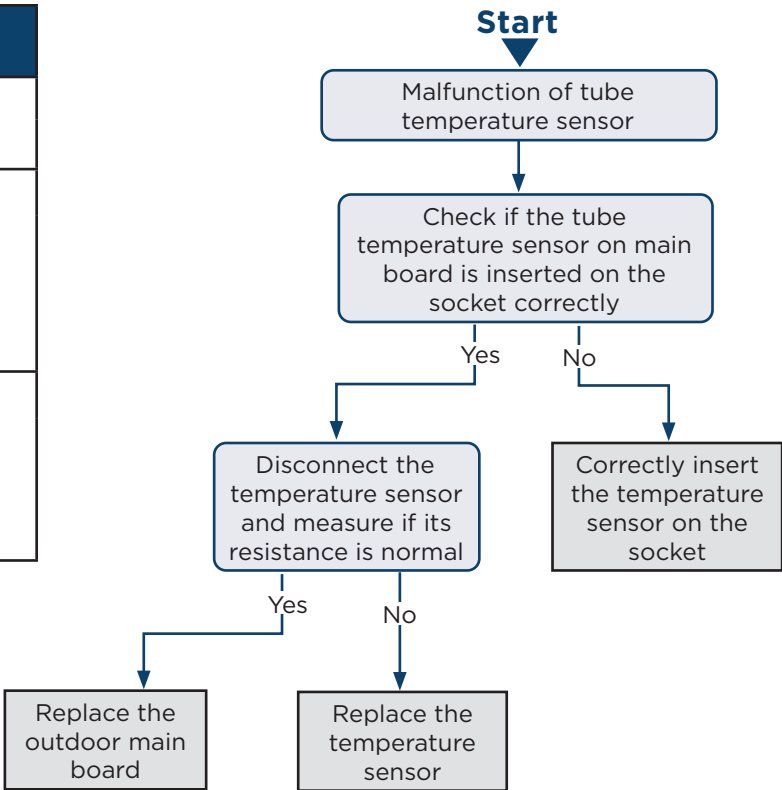 Start
Malfunction of tube
temperature sensor
Check if the tube
temperature sensor on main
board is inserted on the
socket correctly
Yes
No
Disconnect the
temperature sensor
and measure if its
resistance is normal
Correctly insert
the temperature
sensor on the
socket
Yes
No
Replace the
outdoor main
board
Replace the
temperature
sensor